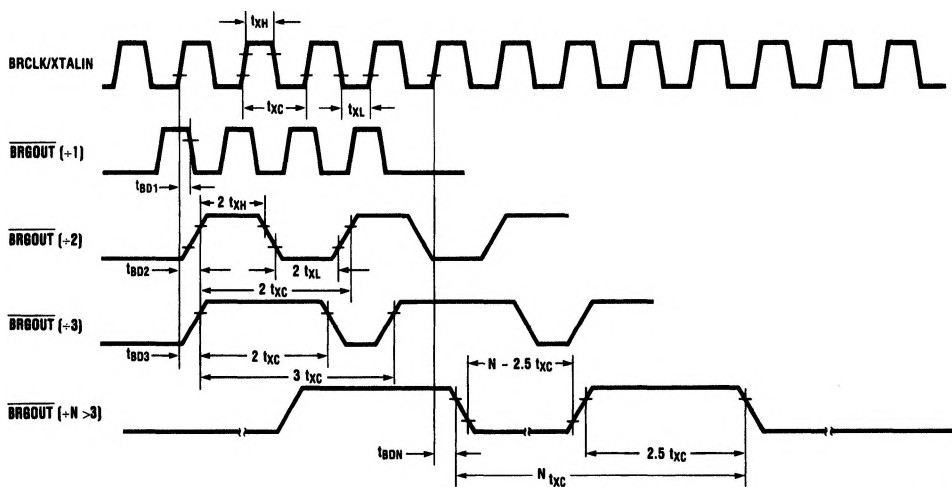 tXH
BRCLK/XTALIN
tXC
tXL
BRGOUT (÷1)
tBD1
2 tXH
BRGOUT (÷2)
tBD2
2 tXL
2 tXC
BRGOUT (÷3)
tBD3
2 tXC
N - 2.5 tXC
3 tXC
BRGOUT (÷N >3)
tBDN
2.5 tXC
N tXC